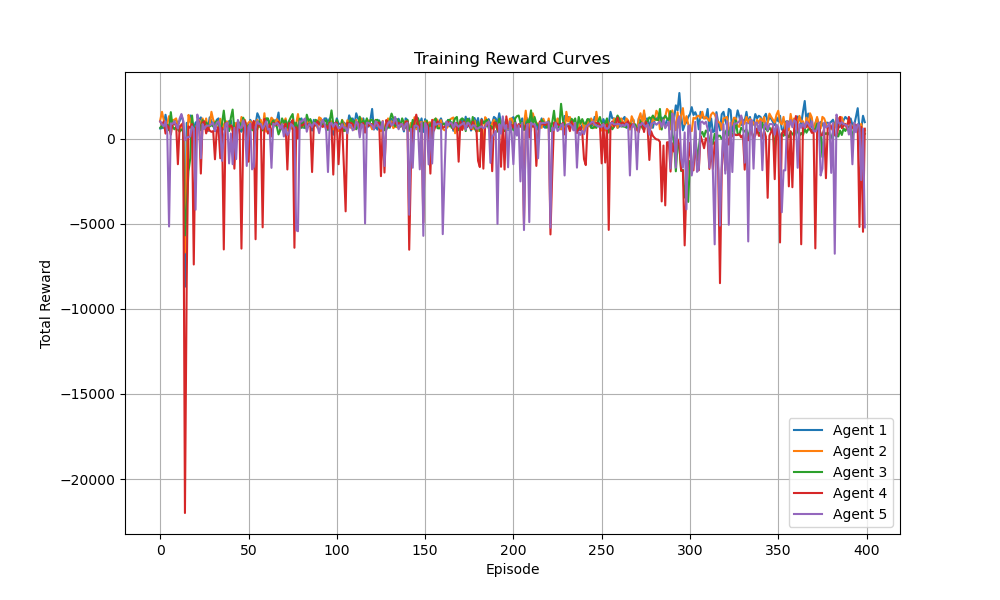 Training Reward Curves
0
−5000
−10000
−15000
−20000
Total Reward
0 50 100 150 200 250 300 350 400
Episode
Agent 1
Agent 2
Agent 3
Agent 4
Agent 5